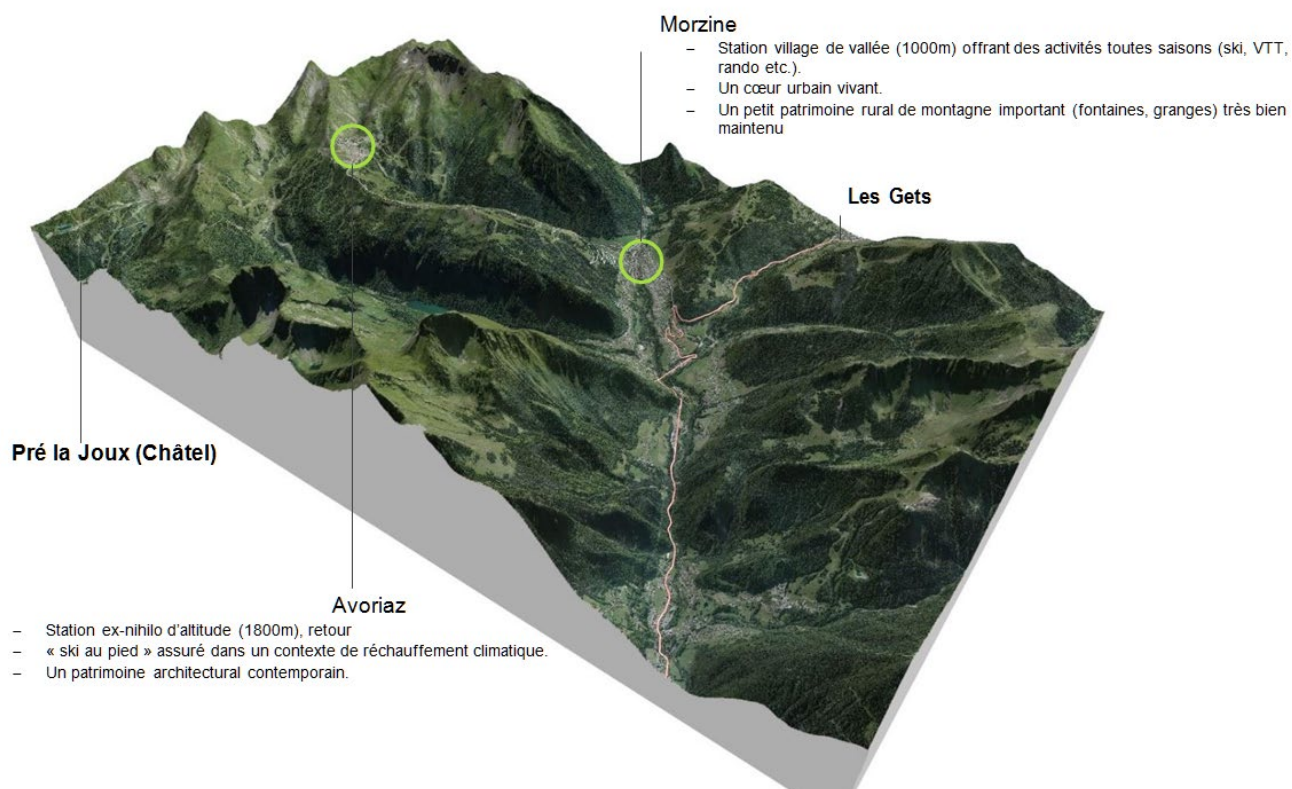 Morzine
– Station village de vallée (1000m) offrant des activités toutes saisons (ski, VTT,
rando etc.).
– Un cœur urbain vivant.
– Un petit patrimoine rural de montagne important (fontaines, granges) très bien
maintenu
Les Gets
Pré la Joux (Châtel)
Avoriaz
– Station ex-nihilo d'altitude (1800m), retour
– « ski au pied » assuré dans un contexte de réchauffement climatique.
– Un patrimoine architectural contemporain.